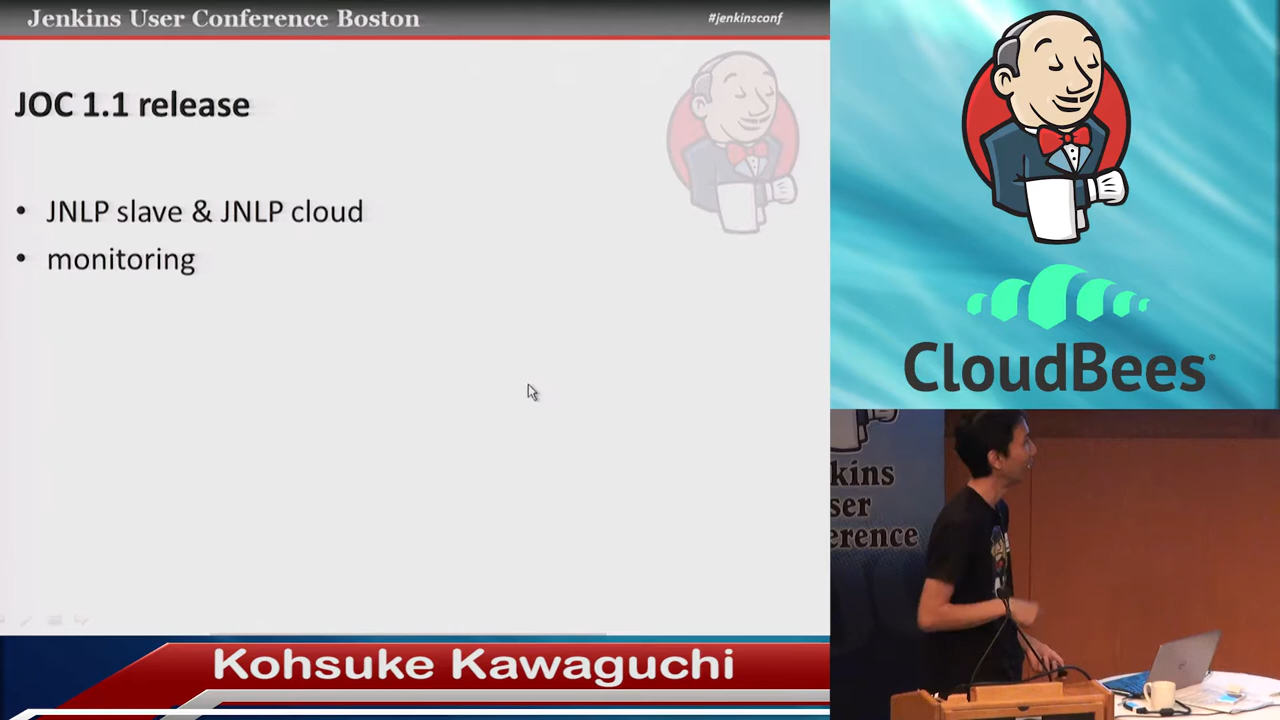 Jenkins User Conference Boston
#jenkinsconf
JOC 1.1 release
• JNLP slave & JNLP cloud
• monitoring
CloudBees®
kins
ser
erence
Kohsuke Kawaguchi